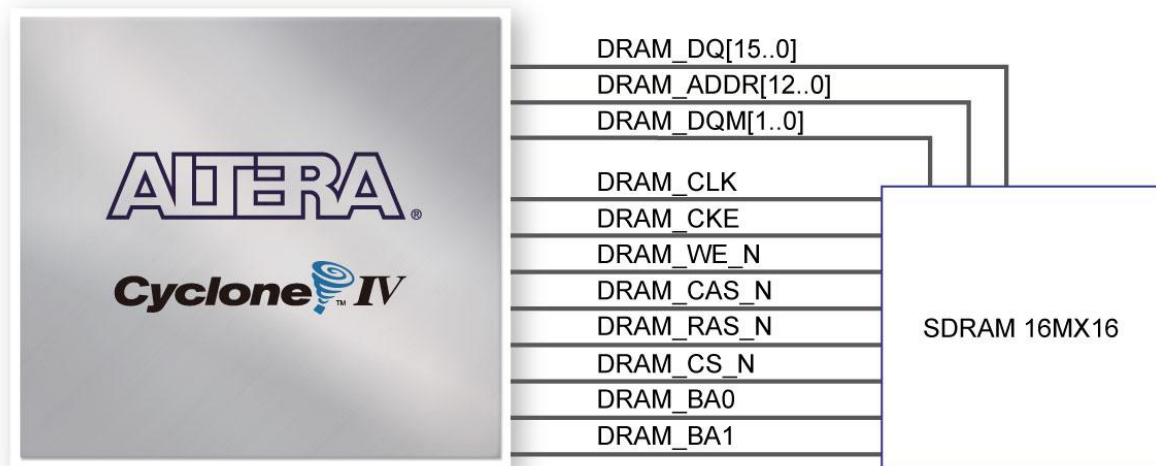 DRAM_DQ[15..0]
DRAM_ADDR[12..0]
DRAM_DQM[1..0]
DRAM_CLK
DRAM_CKE
DRAM_WE_N
DRAM_CAS_N
DRAM_RAS_N
DRAM_CS_N
DRAM_BA0
DRAM_BA1
ALTERA®
Cyclone™ IV
SDRAM 16MX16